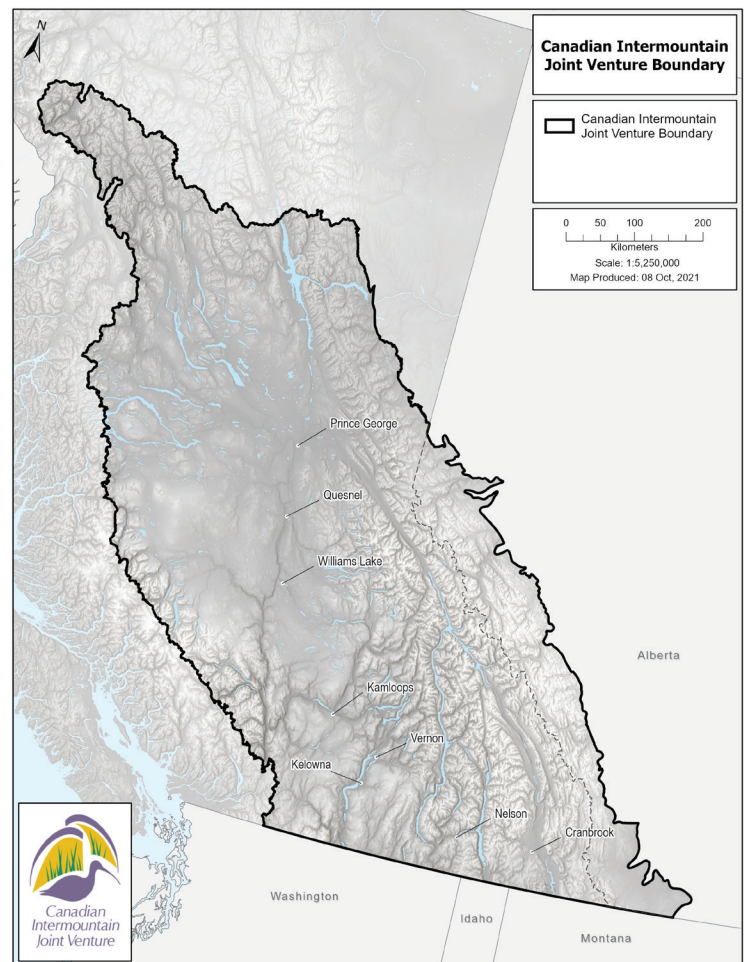 N
Canadian Intermountain
Joint Venture Boundary
Canadian Intermountain
Joint Venture Boundary
0 50 100 200
Kilometers
Scale: 1:5,250,000
Map Produced: 08 Oct, 2021
Prince George
Quesnel
Williams Lake
Alberta
Kamloops
Vernon
Kelowna
Nelson
Cranbrook
Washington
Idaho
Montana
Canadian
Intermountain
Joint Venture